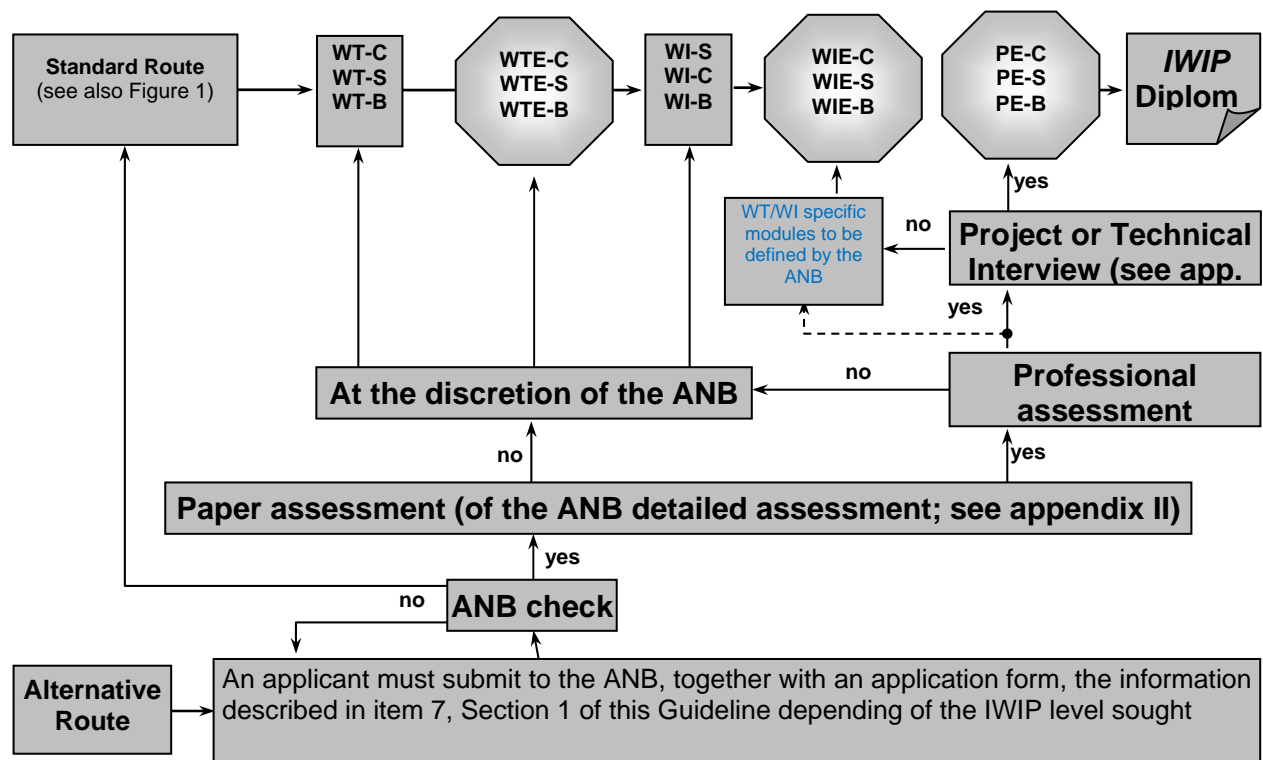 Standard Route
(see also Figure 1)
WT-C
WT-S
WT-B
WTE-C
WTE-S
WTE-B
WI-S
WI-C
WI-B
WIE-C
WIE-S
WIE-B
PE-C
PE-S
PE-B
IWIP
Diplom
yes
WT/WI specific
modules to be
defined by the
ANB
no
Project or Technical
Interview (see app.
yes
At the discretion of the ANB
no
Professional
assessment
no
yes
Paper assessment (of the ANB detailed assessment; see appendix II)
yes
no
ANB check
Alternative
Route
An applicant must submit to the ANB, together with an application form, the information
described in item 7, Section 1 of this Guideline depending of the IWIP level sought